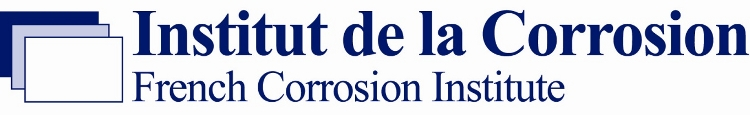 Institut de la Corrosion
French Corrosion Institute